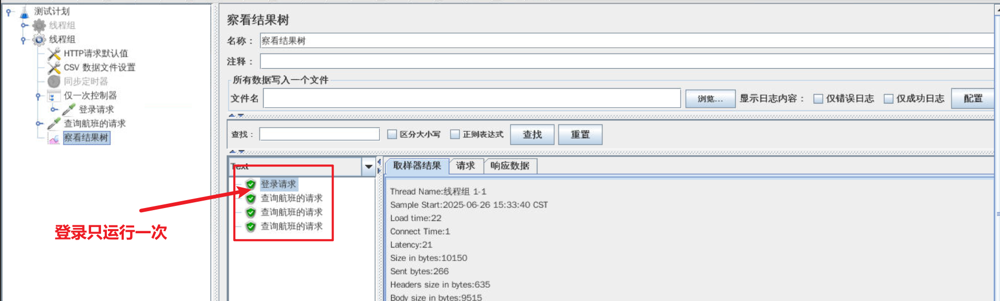 测试计划
线程组
线程组
HTTP请求默认值
CSV 数据文件设置
同步定时器
仅一次控制器
登录请求
查询航班的请求
察看结果树
察看结果树
名称： 察看结果树
注释：
所有数据写入一个文件
文件名 浏览... 显示日志内容： 仅错误日志 仅成功日志 配置
查找： 区分大小写 正则表达式 查找 重置
Text
登录请求
查询航班的请求
查询航班的请求
查询航班的请求
登录只运行一次
取样器结果 请求 响应数据
Thread Name:线程组 1-1
Sample Start:2025-06-26 15:33:40 CST
Load time:22
Connect Time:1
Latency:21
Size in bytes:10150
Sent bytes:266
Headers size in bytes:635
Body size in bytes:9515